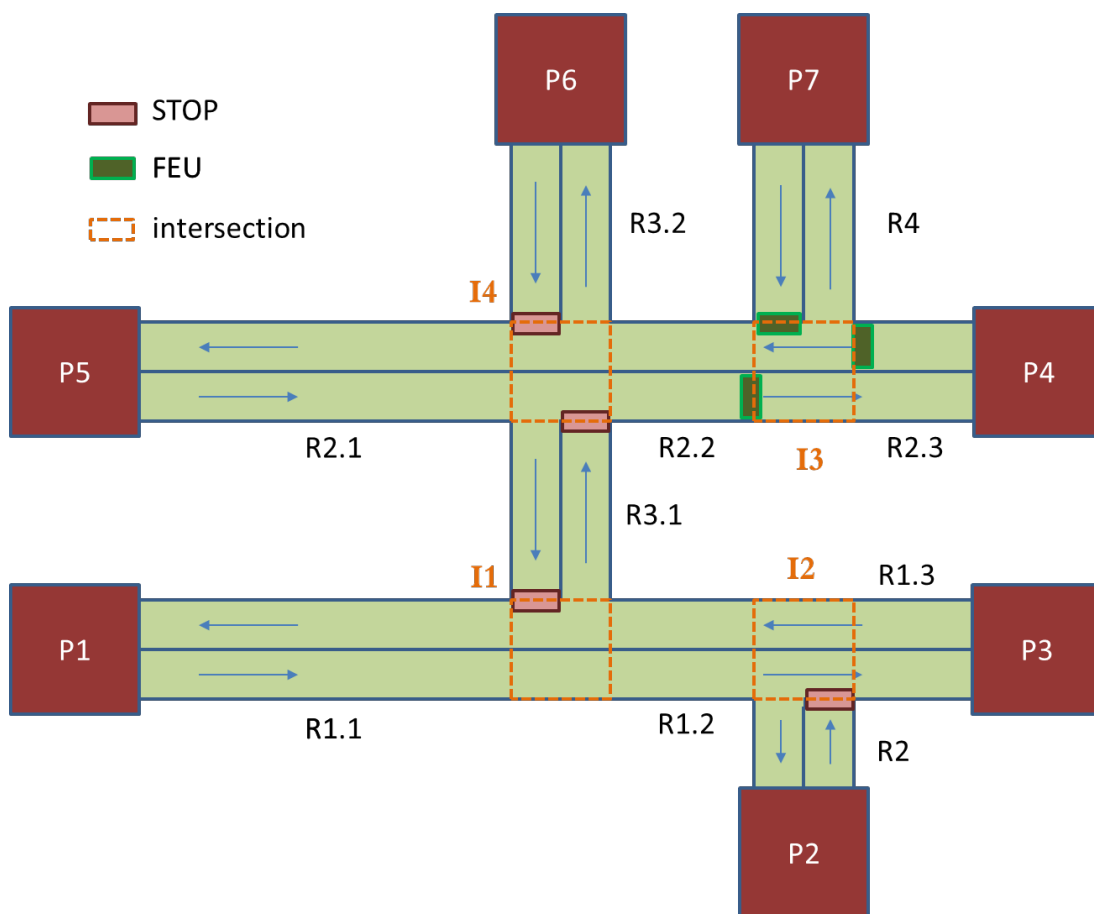 P6
P7
STOP
FEU
intersection
R3.2
R4
I4
P5
P4
R2.1
R2.2
I3
R2.3
R3.1
I1
I2
R1.3
P1
P3
R1.1
R1.2
R2
P2